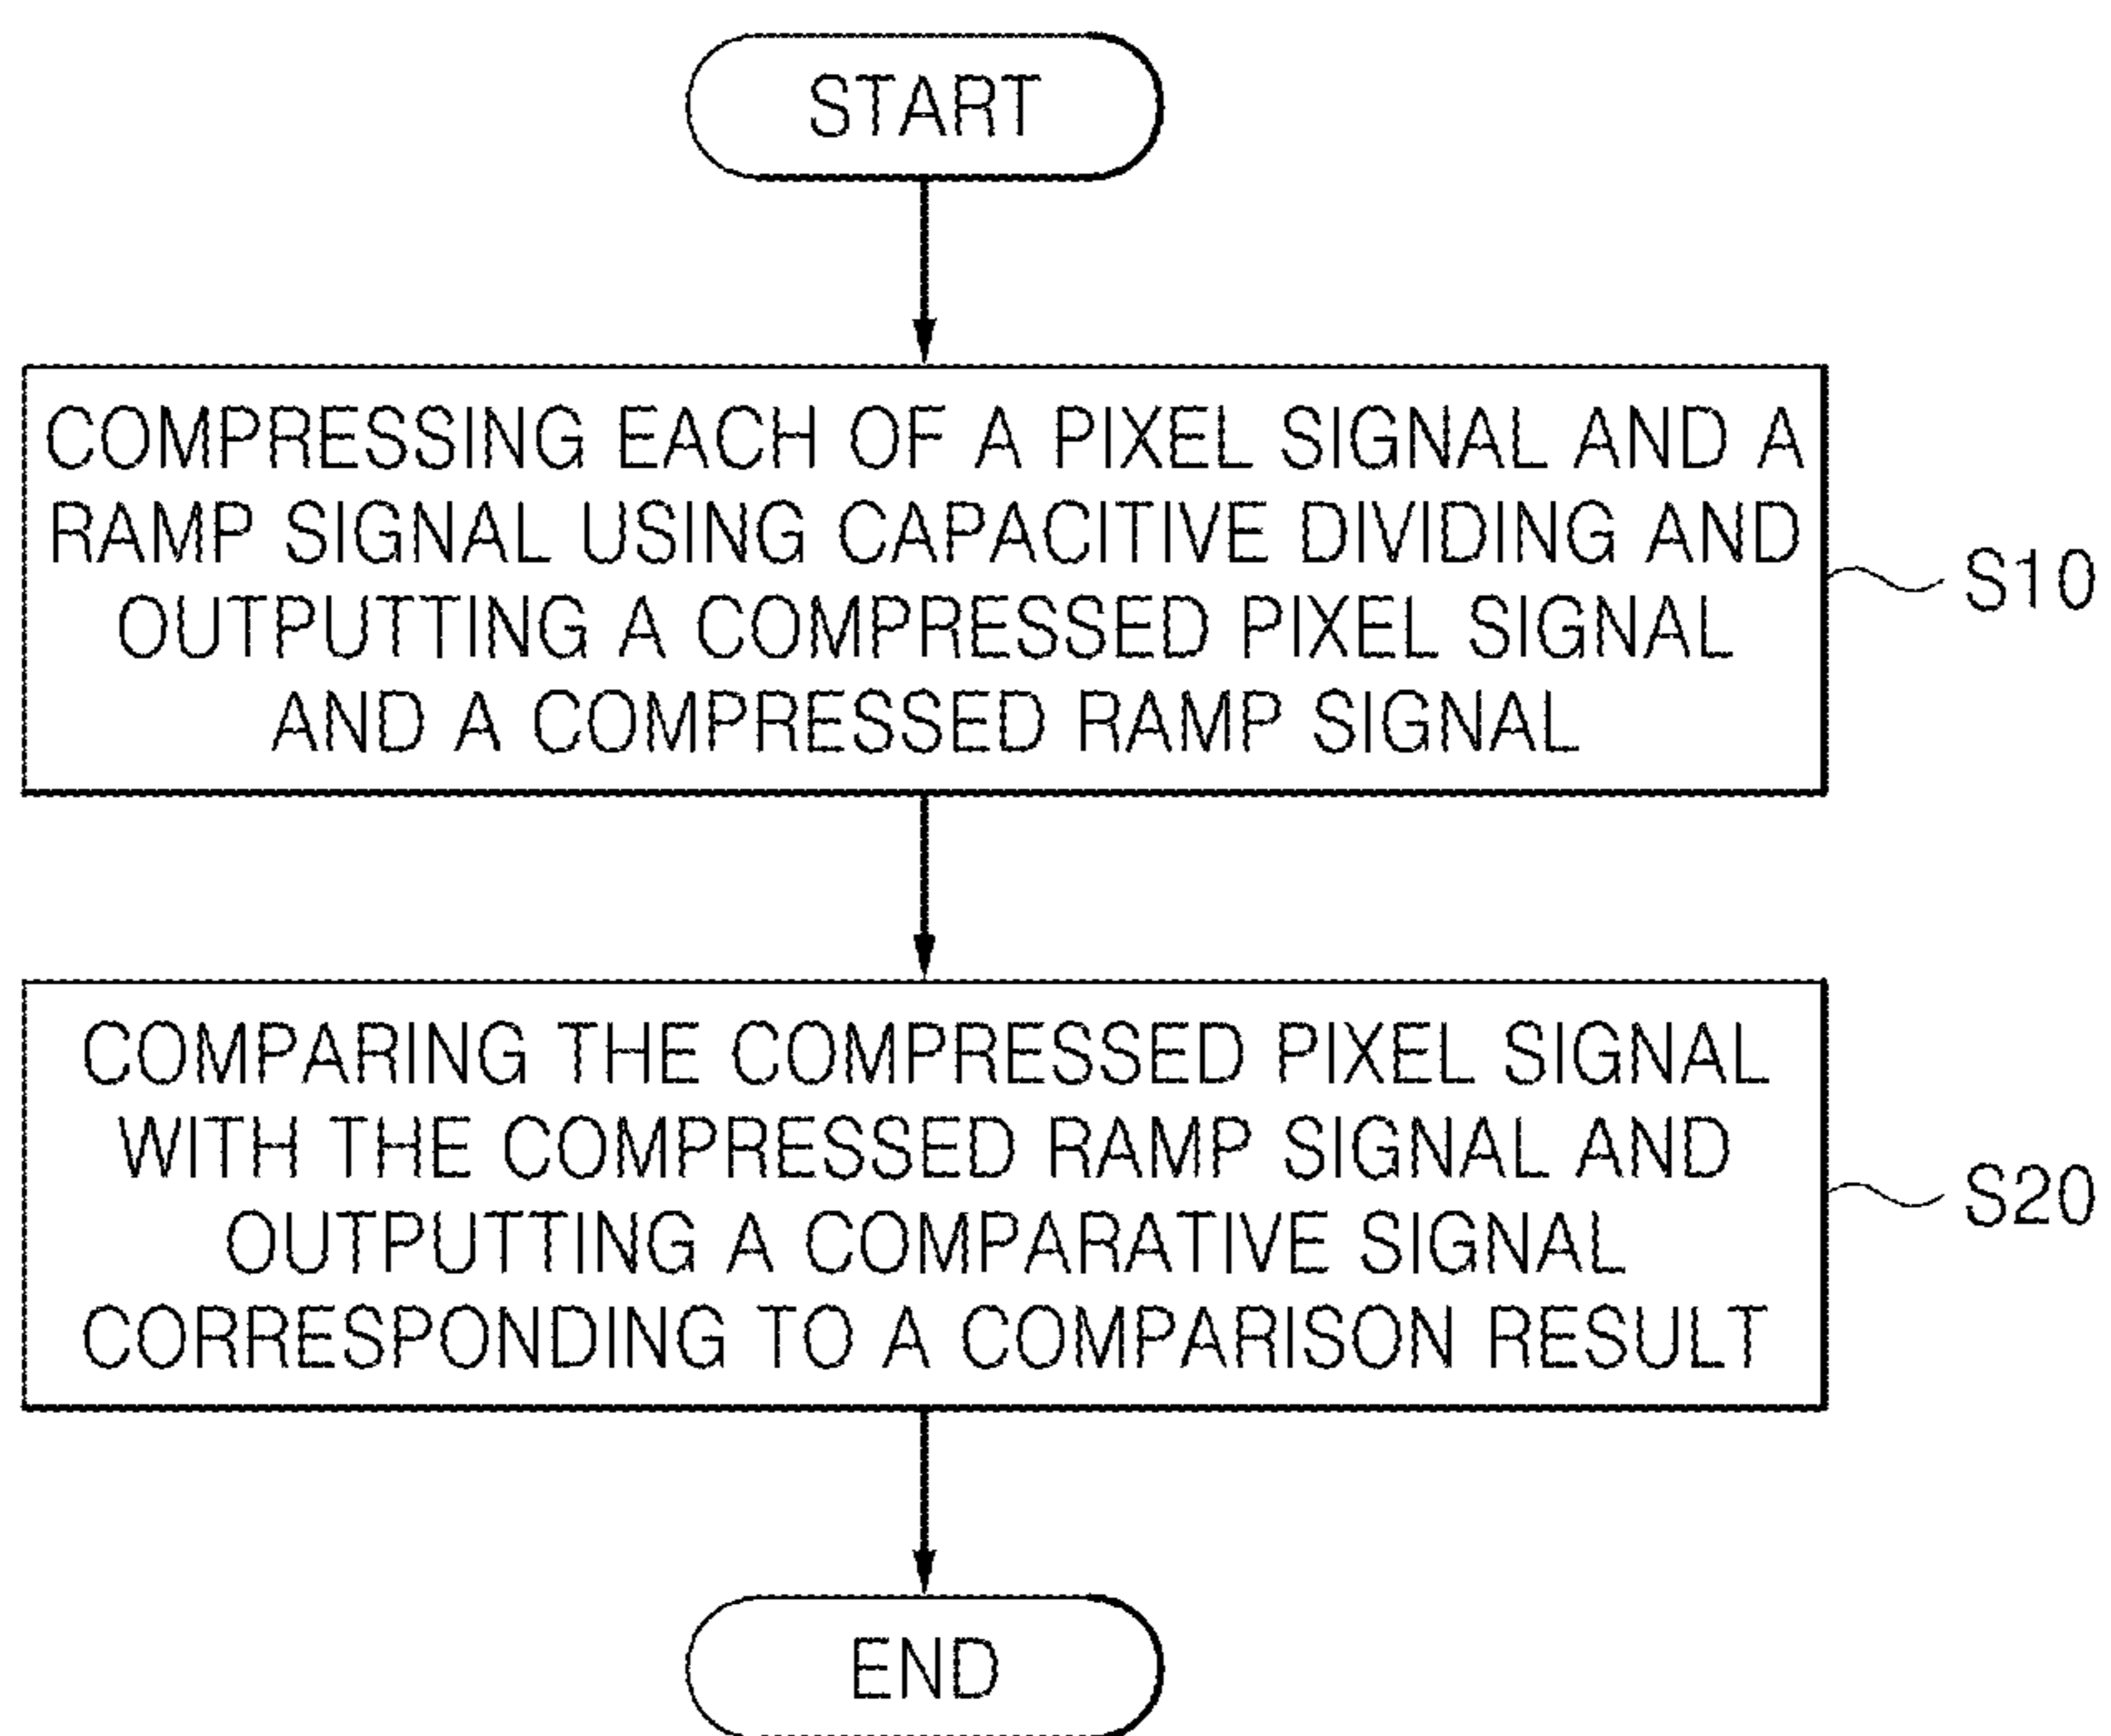 START
COMPRESSING EACH OF A PIXEL SIGNAL AND A
RAMP SIGNAL USING CAPACITIVE DIVIDING AND
OUTPUTTING A COMPRESSED PIXEL SIGNAL
AND A COMPRESSED RAMP SIGNAL
S10
COMPARING THE COMPRESSED PIXEL SIGNAL
WITH THE COMPRESSED RAMP SIGNAL AND
OUTPUTTING A COMPARATIVE SIGNAL
CORRESPONDING TO A COMPARISON RESULT
S20
END